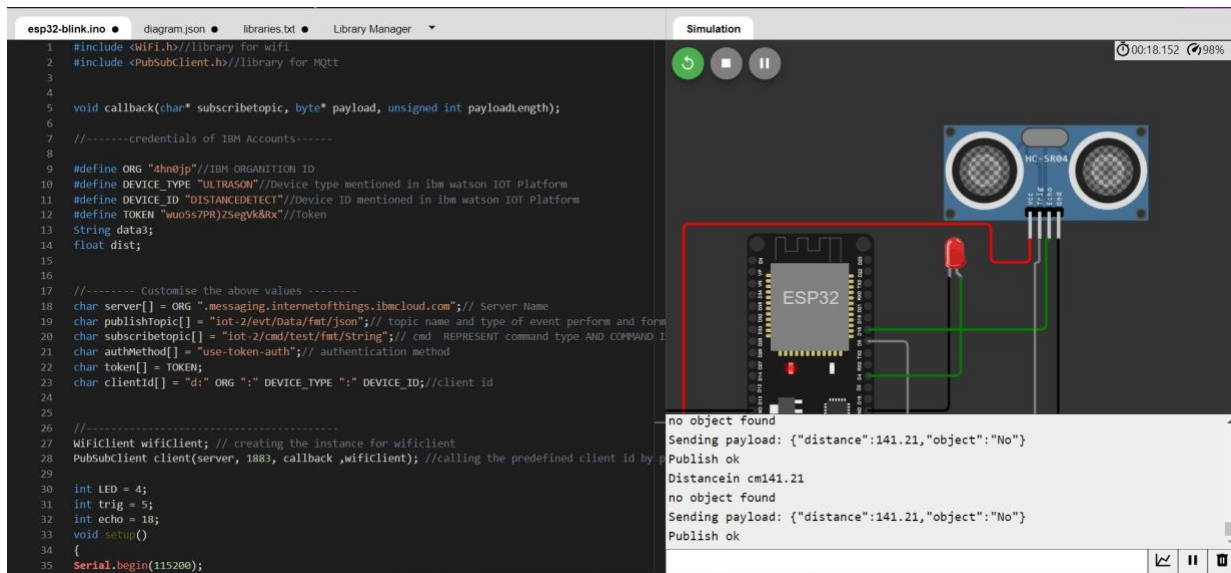 esp32-blink.ino ● diagram.json ● libraries.txt ● Library Manager ▼
1 #include <WiFi.h>//library for wifi
2 #include <PubSubClient.h>//library for MQtt
3
4
5 void callback(char* subscribetopic, byte* payload, unsigned int payloadLength);
6
7 //-------credentials of IBM Accounts------
8
9 #define ORG "4hn0jp"//IBM ORGANITION ID
10 #define DEVICE_TYPE "ULTRASON"//Device type mentioned in ibm watson IOT Platform
11 #define DEVICE_ID "DISTANCEDETECT"//Device ID mentioned in ibm watson IOT Platform
12 #define TOKEN "wuo5s7PR)ZSegVk&Rx"//Token
13 String data3;
14 float dist;
15
16
17 //-------- Customise the above values --------
18 char server[] = ORG ".messaging.internetofthings.ibmcloud.com";// Server Name
19 char publishTopic[] = "iot-2/evt/Data/fmt/json";// topic name and type of event perform and form
20 char subscribetopic[] = "iot-2/cmd/test/fmt/String";// cmd REPRESENT command type AND COMMAND I
21 char authMethod[] = "use-token-auth";// authentication method
22 char token[] = TOKEN;
23 char clientId[] = "d:" ORG ":" DEVICE_TYPE ":" DEVICE_ID;//client id
24
25
26 //-----------------------------------------
27 WiFiClient wifiClient; // creating the instance for wificlient
28 PubSubClient client(server, 1883, callback ,wifiClient); //calling the predefined client id by p
29
30 int LED = 4;
31 int trig = 5;
32 int echo = 18;
33 void setup()
34 {
35 Serial.begin(115200);
Simulation
00:18.152 98%
HC-SR04
Vcc
Trig
Echo
Gnd
ESP32
no object found
Sending payload: {"distance":141.21,"object":"No"}
Publish ok
Distancein cm141.21
no object found
Sending payload: {"distance":141.21,"object":"No"}
Publish ok